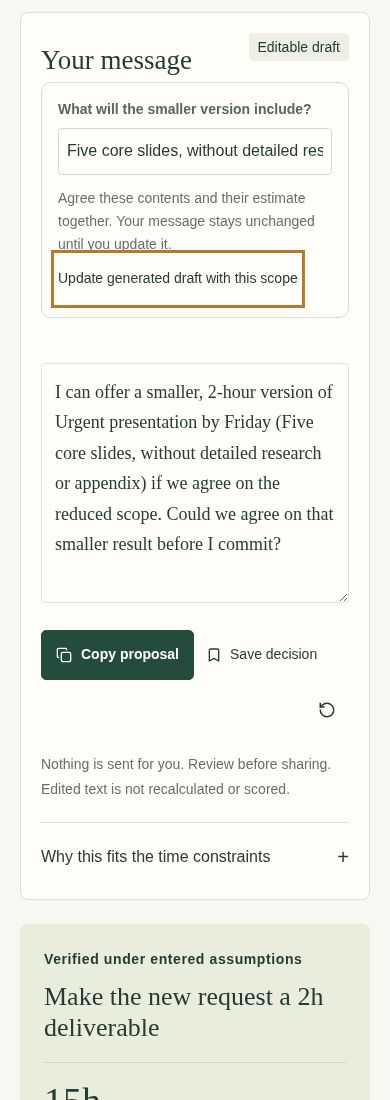 Your message
Editable draft
What will the smaller version include?
Five core slides, without detailed res
Agree these contents and their estimate
together. Your message stays unchanged
until you update it.
Update generated draft with this scope
I can offer a smaller, 2-hour version of
Urgent presentation by Friday (Five
core slides, without detailed research
or appendix) if we agree on the
reduced scope. Could we agree on that
smaller result before I commit?
Copy proposal
Save decision
Nothing is sent for you. Review before sharing.
Edited text is not recalculated or scored.
Why this fits the time constraints +
Verified under entered assumptions
Make the new request a 2h
deliverable
15h